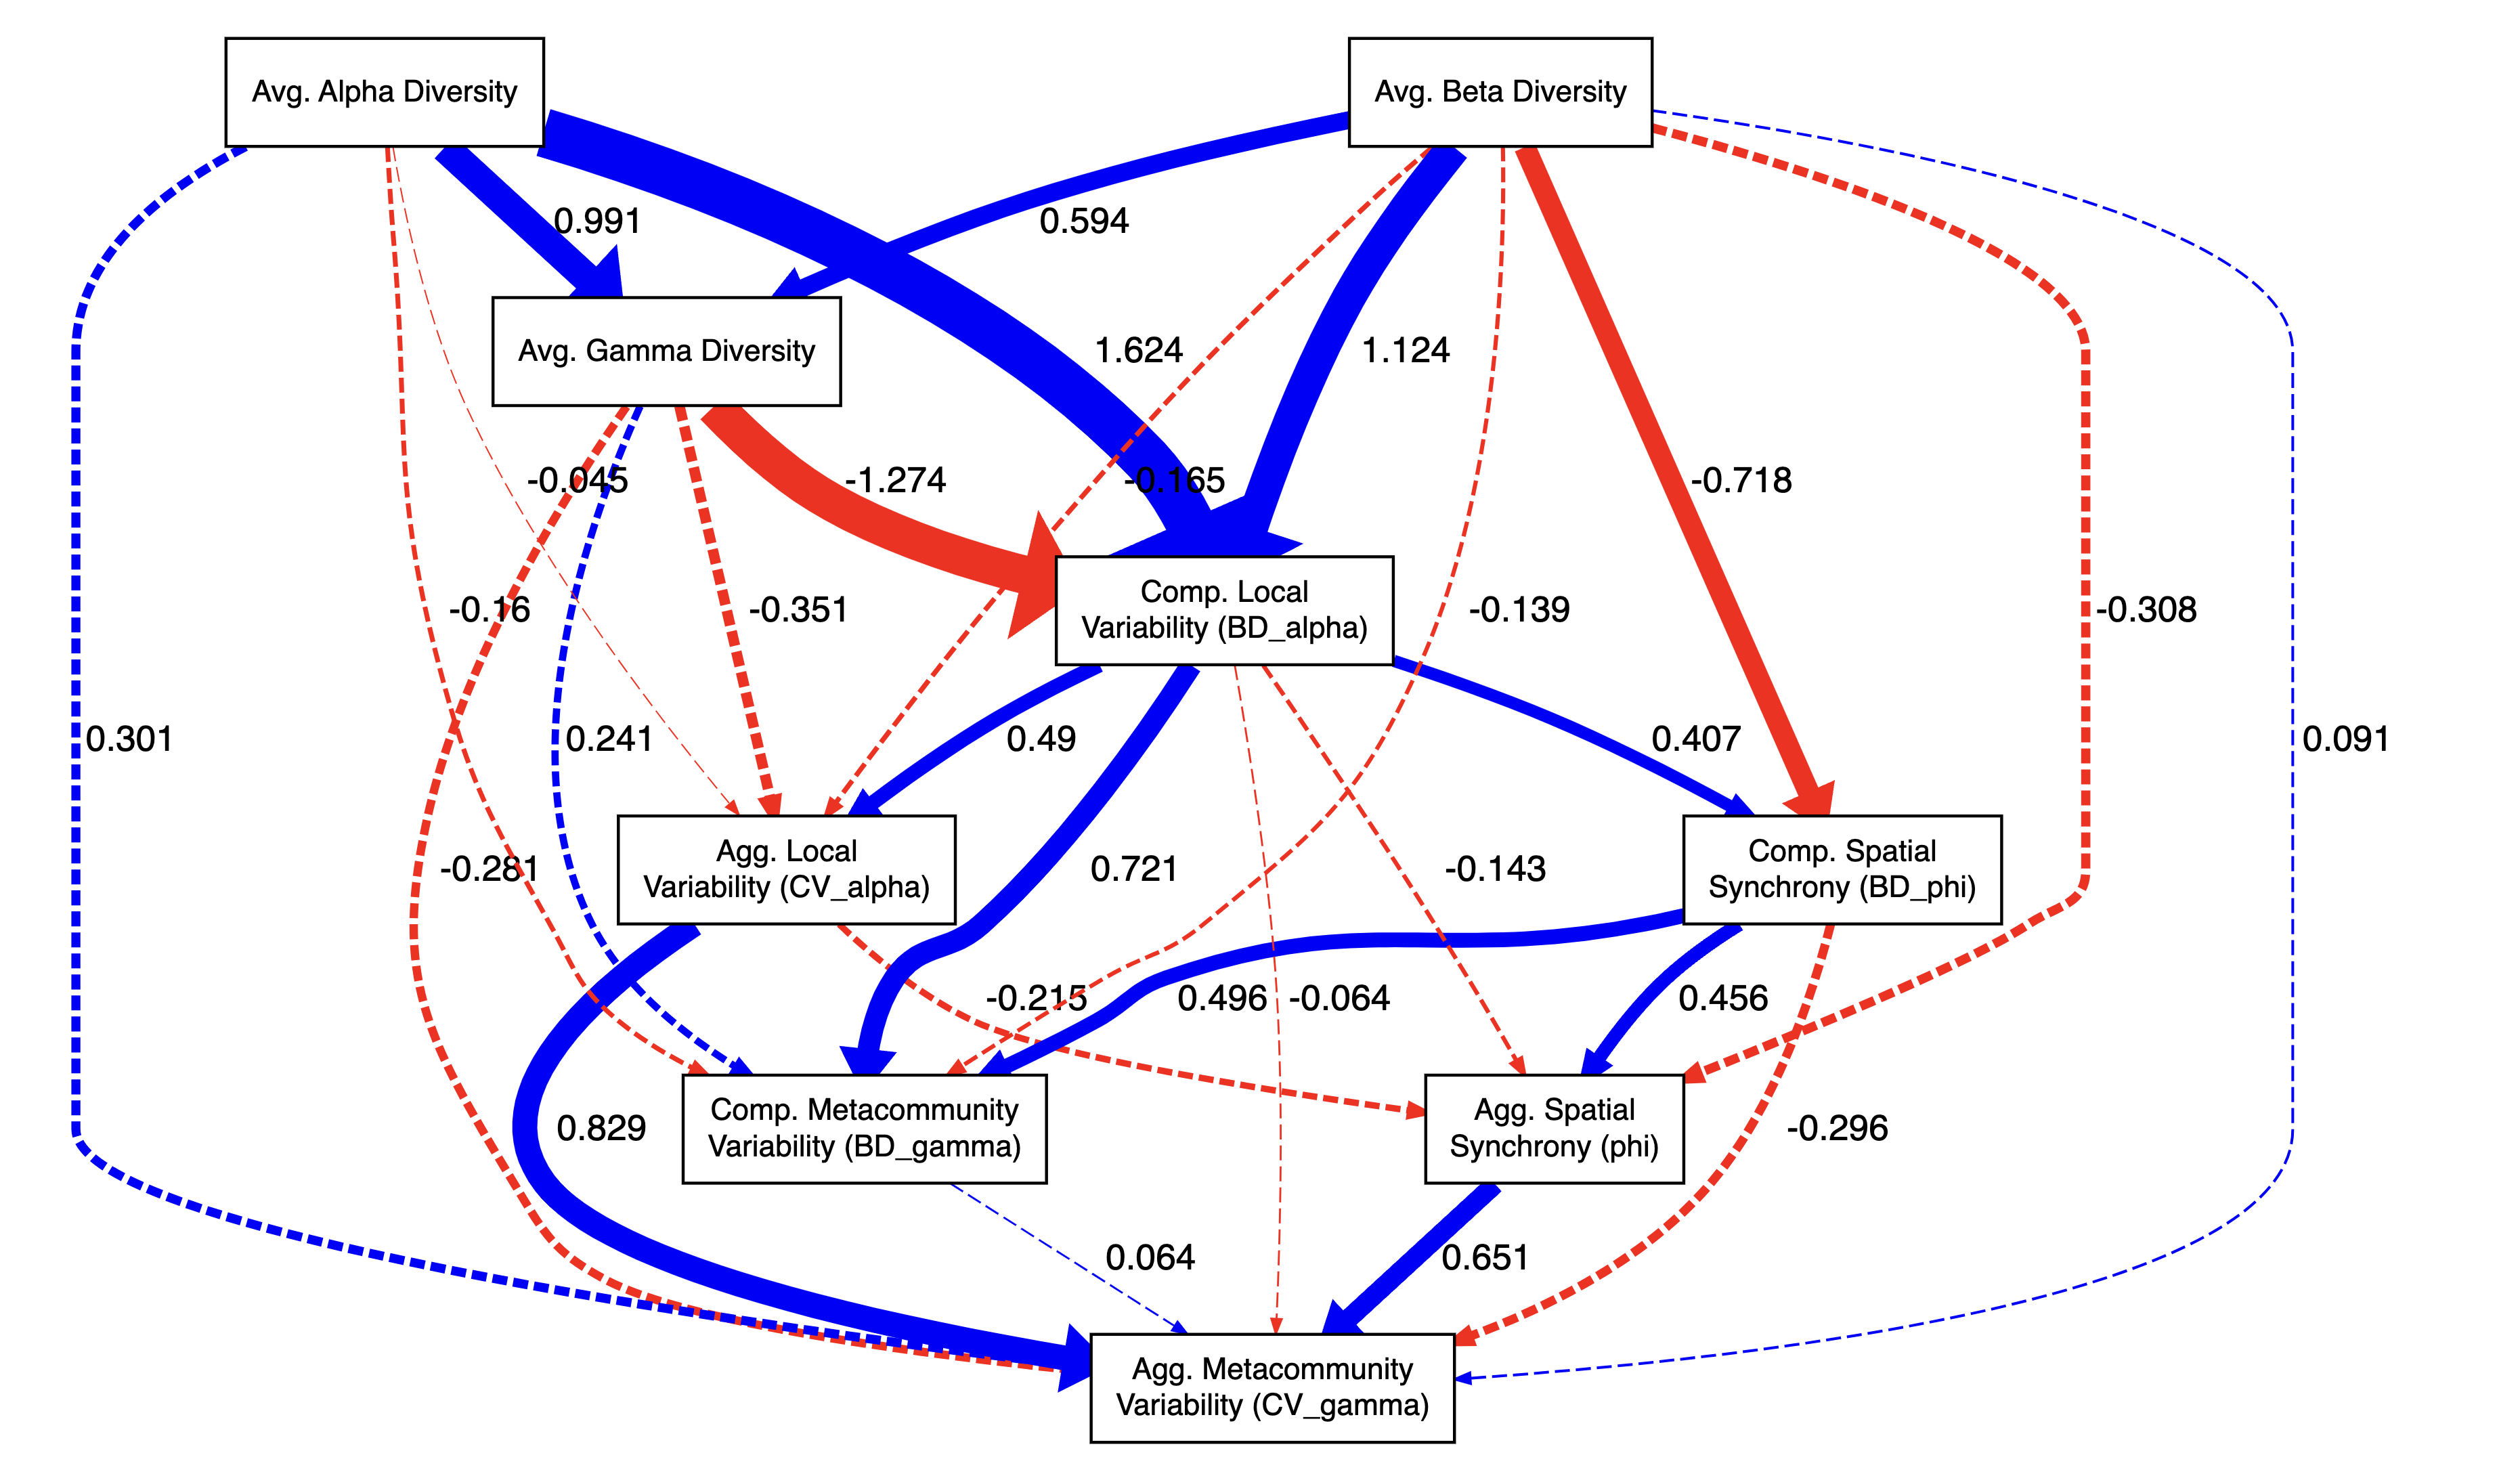 Avg. Alpha Diversity
Avg. Beta Diversity
0.991
0.594
Avg. Gamma Diversity
1.624
1.124
-0.045
-1.274
-0.165
-0.718
Comp. Local
Variability (BD_alpha)
-0.16
-0.351
-0.139
-0.308
0.301
0.241
0.49
0.407
0.091
Agg. Local
Variability (CV_alpha)
Comp. Spatial
Synchrony (BD_phi)
-0.281
0.721
-0.143
-0.215
0.496
-0.064
0.456
Comp. Metacommunity
Variability (BD_gamma)
Agg. Spatial
Synchrony (phi)
0.829
-0.296
0.064
0.651
Agg. Metacommunity
Variability (CV_gamma)